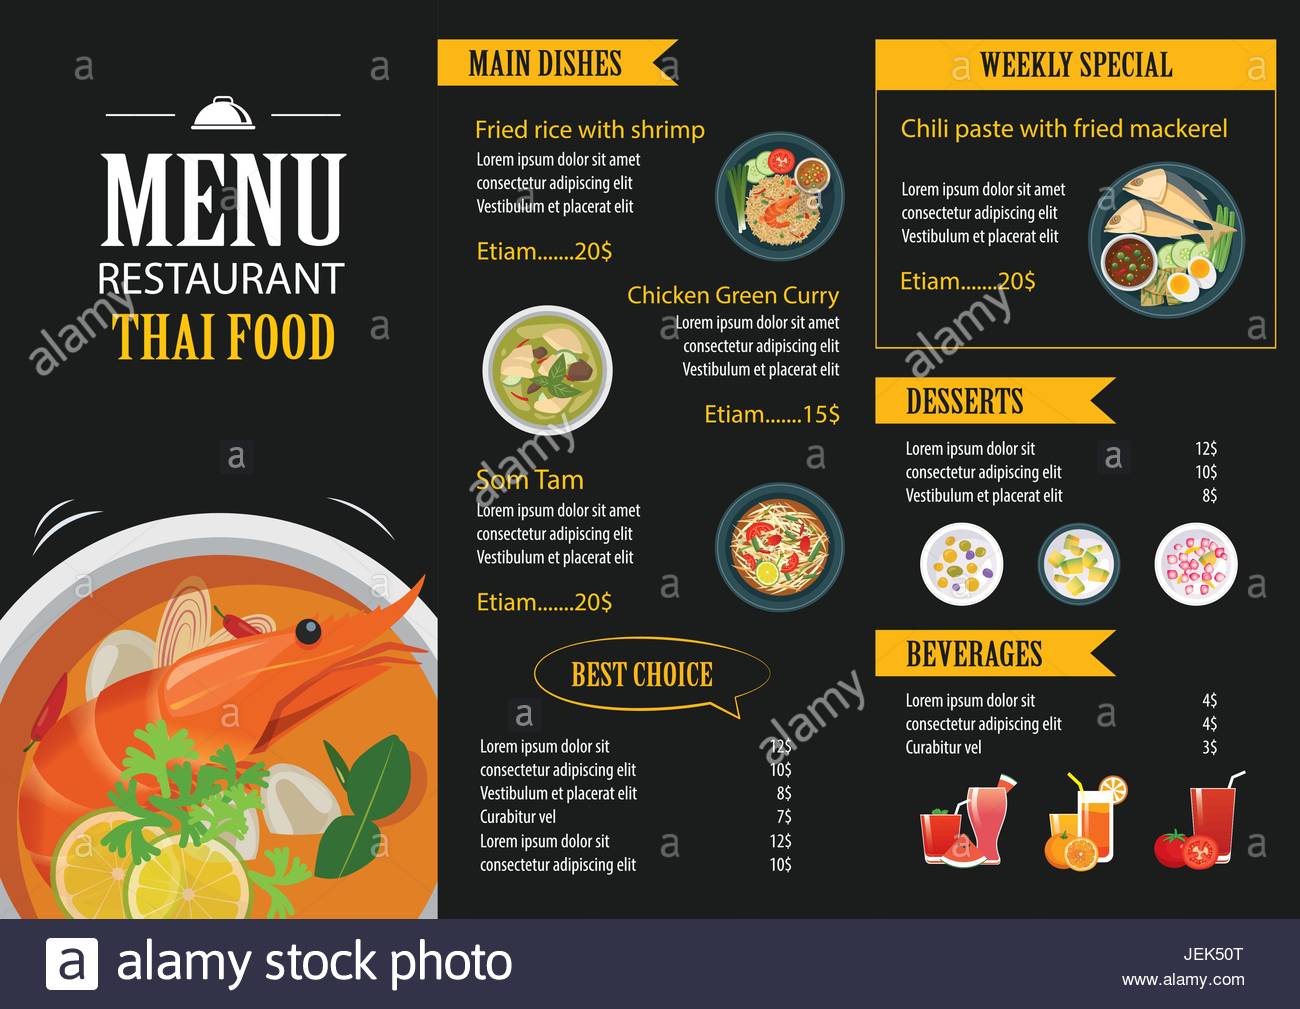 MENU
RESTAURANT
THAI FOOD
MAIN DISHES
Fried rice with shrimp
Lorem ipsum dolor sit amet
consectetur adipiscing elit
Vestibulum et placerat elit
Etiam.......20$
Chicken Green Curry
Lorem ipsum dolor sit amet
consectetur adipiscing elit
Vestibulum et placerat elit
Etiam.......15$
Som Tam
Lorem ipsum dolor sit amet
consectetur adipiscing elit
Vestibulum et placerat elit
Etiam.......20$
BEST CHOICE
Lorem ipsum dolor sit 12$
consectetur adipiscing elit 10$
Vestibulum et placerat elit 8$
Curabitur vel 7$
Lorem ipsum dolor sit 12$
consectetur adipiscing elit 10$
WEEKLY SPECIAL
Chili paste with fried mackerel
Lorem ipsum dolor sit amet
consectetur adipiscing elit
Vestibulum et placerat elit
Etiam.......20$
DESSERTS
Lorem ipsum dolor sit 12$
consectetur adipiscing elit 10$
Vestibulum et placerat elit 8$
BEVERAGES
Lorem ipsum dolor sit 4$
consectetur adipiscing elit 4$
Curabitur vel 3$
alamy
alamy
alamy
alamy
a alamy stock photo
JEK50T
www.alamy.com